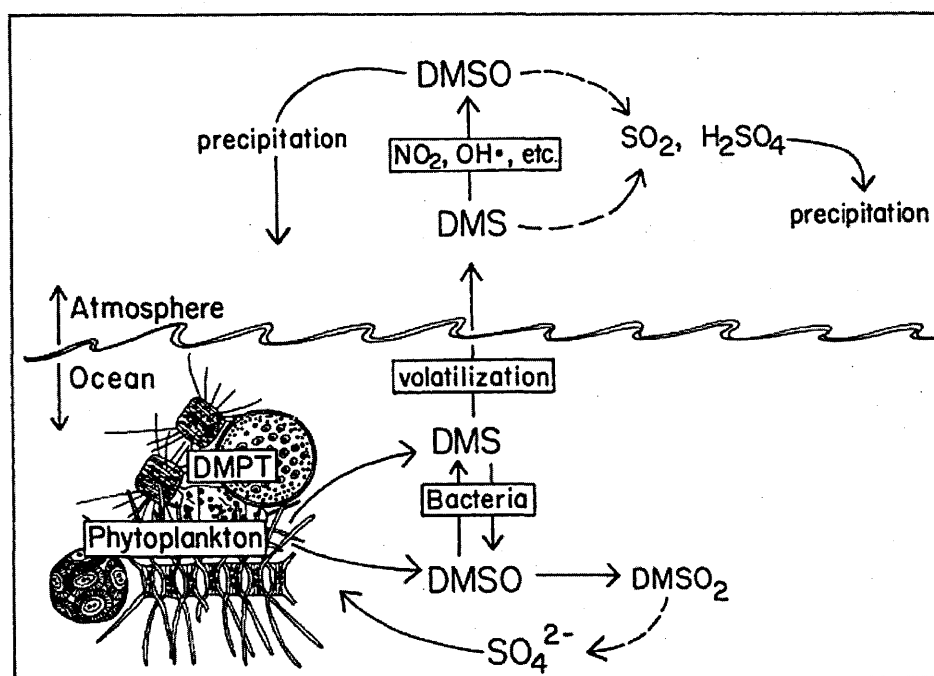 DMSO
precipitation
NO₂, OH•, etc.
SO₂, H₂SO₄
DMS
precipitation
Atmosphere
Ocean
volatilization
DMS
DMPT
Bacteria
Phytoplankton
DMSO
DMSO₂
SO₄²⁻